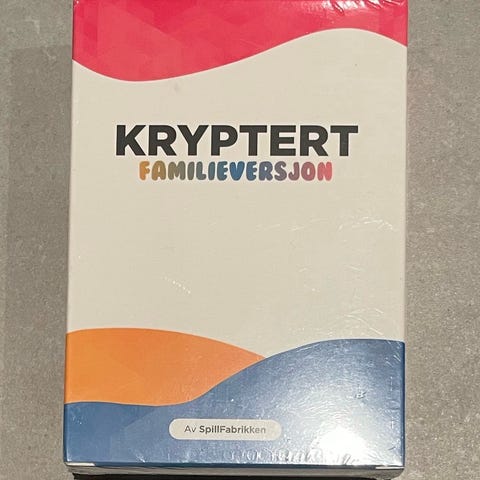 KRYPTERT
FAMILIEVERSJON
Av SpillFabrikken